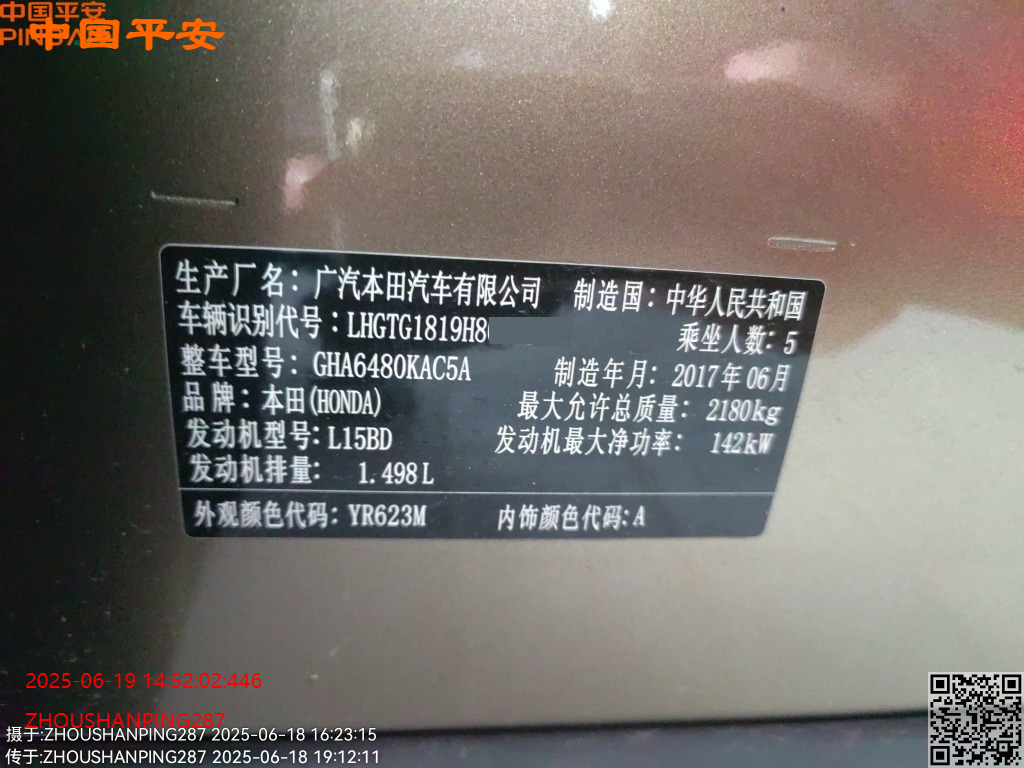 中国平安
PING
中国平安
生产厂名：广汽本田汽车有限公司 制造国：中华人民共和国
车辆识别代号：LHGTG1819H8 乘坐人数：5
整车型号：GHA6480KAC5A 制造年月：2017年06月
品牌：本田(HONDA) 最大允许总质量：2180kg
发动机型号：L15BD 发动机最大净功率：142kW
发动机排量：1.498L
外观颜色代码：YR623M 内饰颜色代码：A
2025-06-19 14:52:02:446
ZHOUSHANPING287
摄于:ZHOUSHANPING287 2025-06-18 16:23:15
传于:ZHOUSHANPING287 2025-06-18 19:12:11